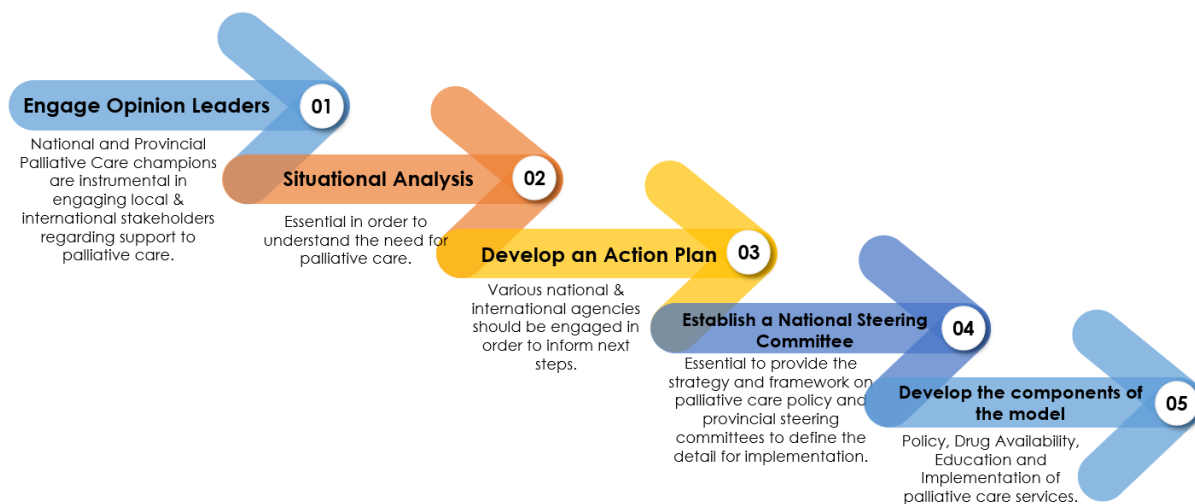 Engage Opinion Leaders
01
National and Provincial
Palliative Care champions
are instrumental in
engaging local &
international stakeholders
regarding support to
palliative care.
Situational Analysis
02
Essential in order to
understand the need for
palliative care.
Develop an Action Plan
03
Various national &
international agencies
should be engaged in
order to inform next
steps.
Establish a National Steering
Committee
04
Essential to provide the
strategy and framework on
palliative care policy and
provincial steering
committees to define the
detail for implementation.
Develop the components of
the model
05
Policy, Drug Availability,
Education and
Implementation of
palliative care services.